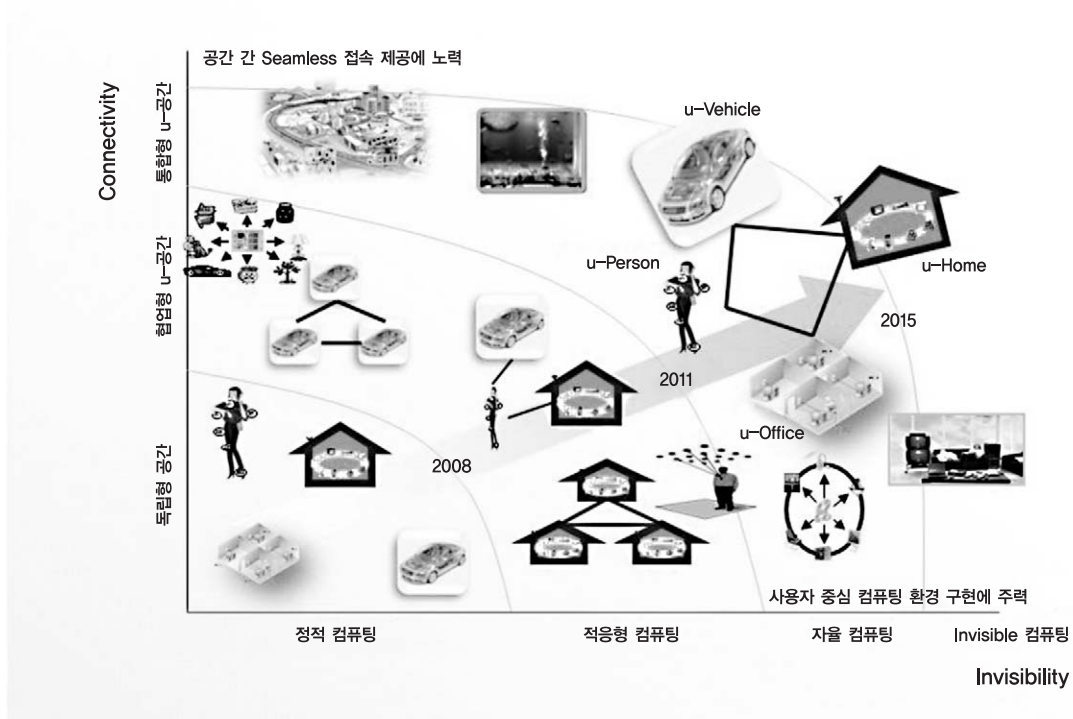 공간 간 Seamless 접속 제공에 노력
Connectivity
통합형 u-공간
협업형 u-공간
독립형 공간
u-Vehicle
u-Person
u-Home
2015
2011
u-Office
2008
사용자 중심 컴퓨팅 환경 구현에 주력
정적 컴퓨팅
적응형 컴퓨팅
자율 컴퓨팅
Invisible 컴퓨팅
Invisibility